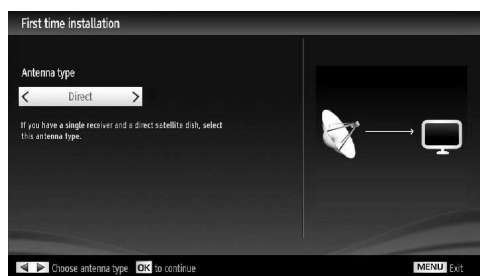 First time installation
Antenna type
< Direct >
If you have a single receiver and a direct satellite dish, select
this antenna type.
Choose antenna type OK to continue
MENU Exit